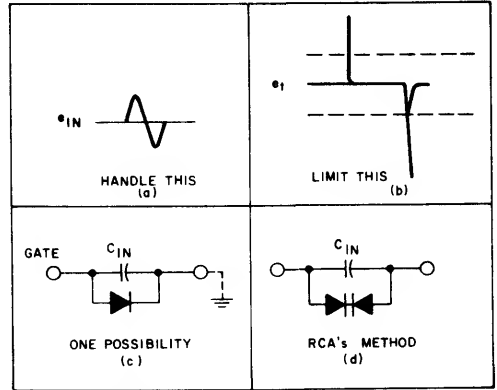 e IN
HANDLE THIS
(a)
e t
LIMIT THIS
(b)
GATE
C IN
ONE POSSIBILITY
(c)
C IN
RCA's METHOD
(d)